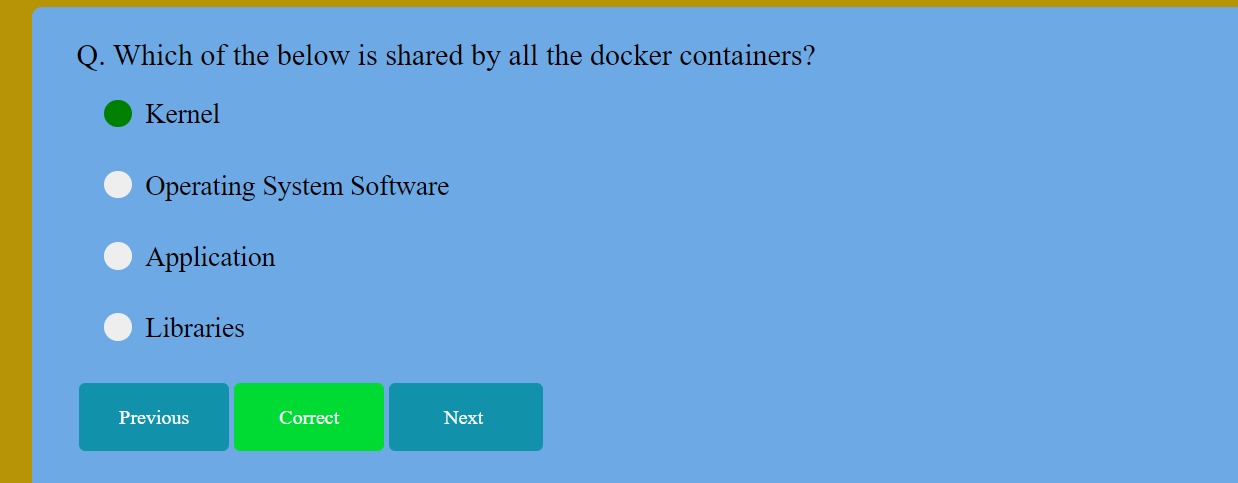 Q. Which of the below is shared by all the docker containers?
Kernel
Operating System Software
Application
Libraries
Previous
Correct
Next